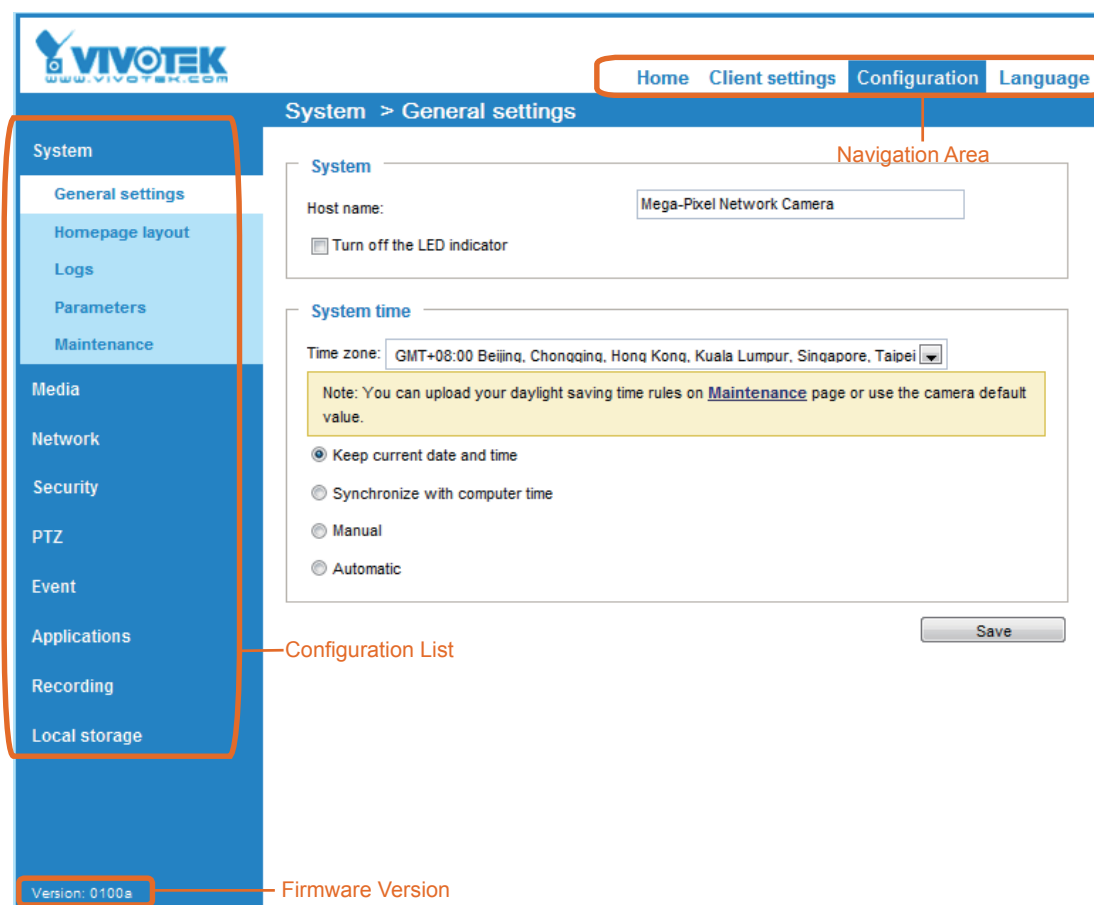 VIVOTEK
WWW.VIVOTEK.COM
Home Client settings Configuration Language
System > General settings
Navigation Area
System
General settings
Homepage layout
Logs
Parameters
Maintenance
Media
Network
Security
PTZ
Event
Applications
Recording
Local storage
Configuration List
Version: 0100a
Firmware Version
System
Host name: Mega-Pixel Network Camera
Turn off the LED indicator
System time
Time zone: GMT+08:00 Beijing, Chongqing, Hong Kong, Kuala Lumpur, Singapore, Taipei
Note: You can upload your daylight saving time rules on Maintenance page or use the camera default
value.
Keep current date and time
Synchronize with computer time
Manual
Automatic
Save